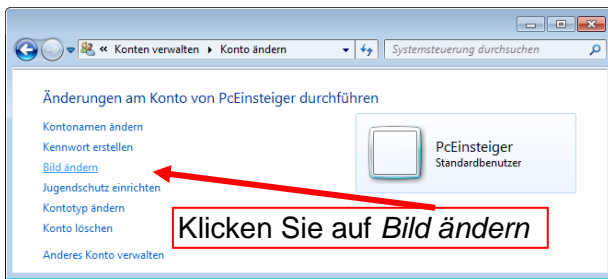 « Konten verwalten ▸ Konto ändern
Systemsteuerung durchsuchen
Änderungen am Konto von PcEinsteiger durchführen
Kontonamen ändern
Kennwort erstellen
Bild ändern
Jugendschutz einrichten
Kontotyp ändern
Konto löschen
Anderes Konto verwalten
PcEinsteiger
Standardbenutzer
Klicken Sie auf Bild ändern